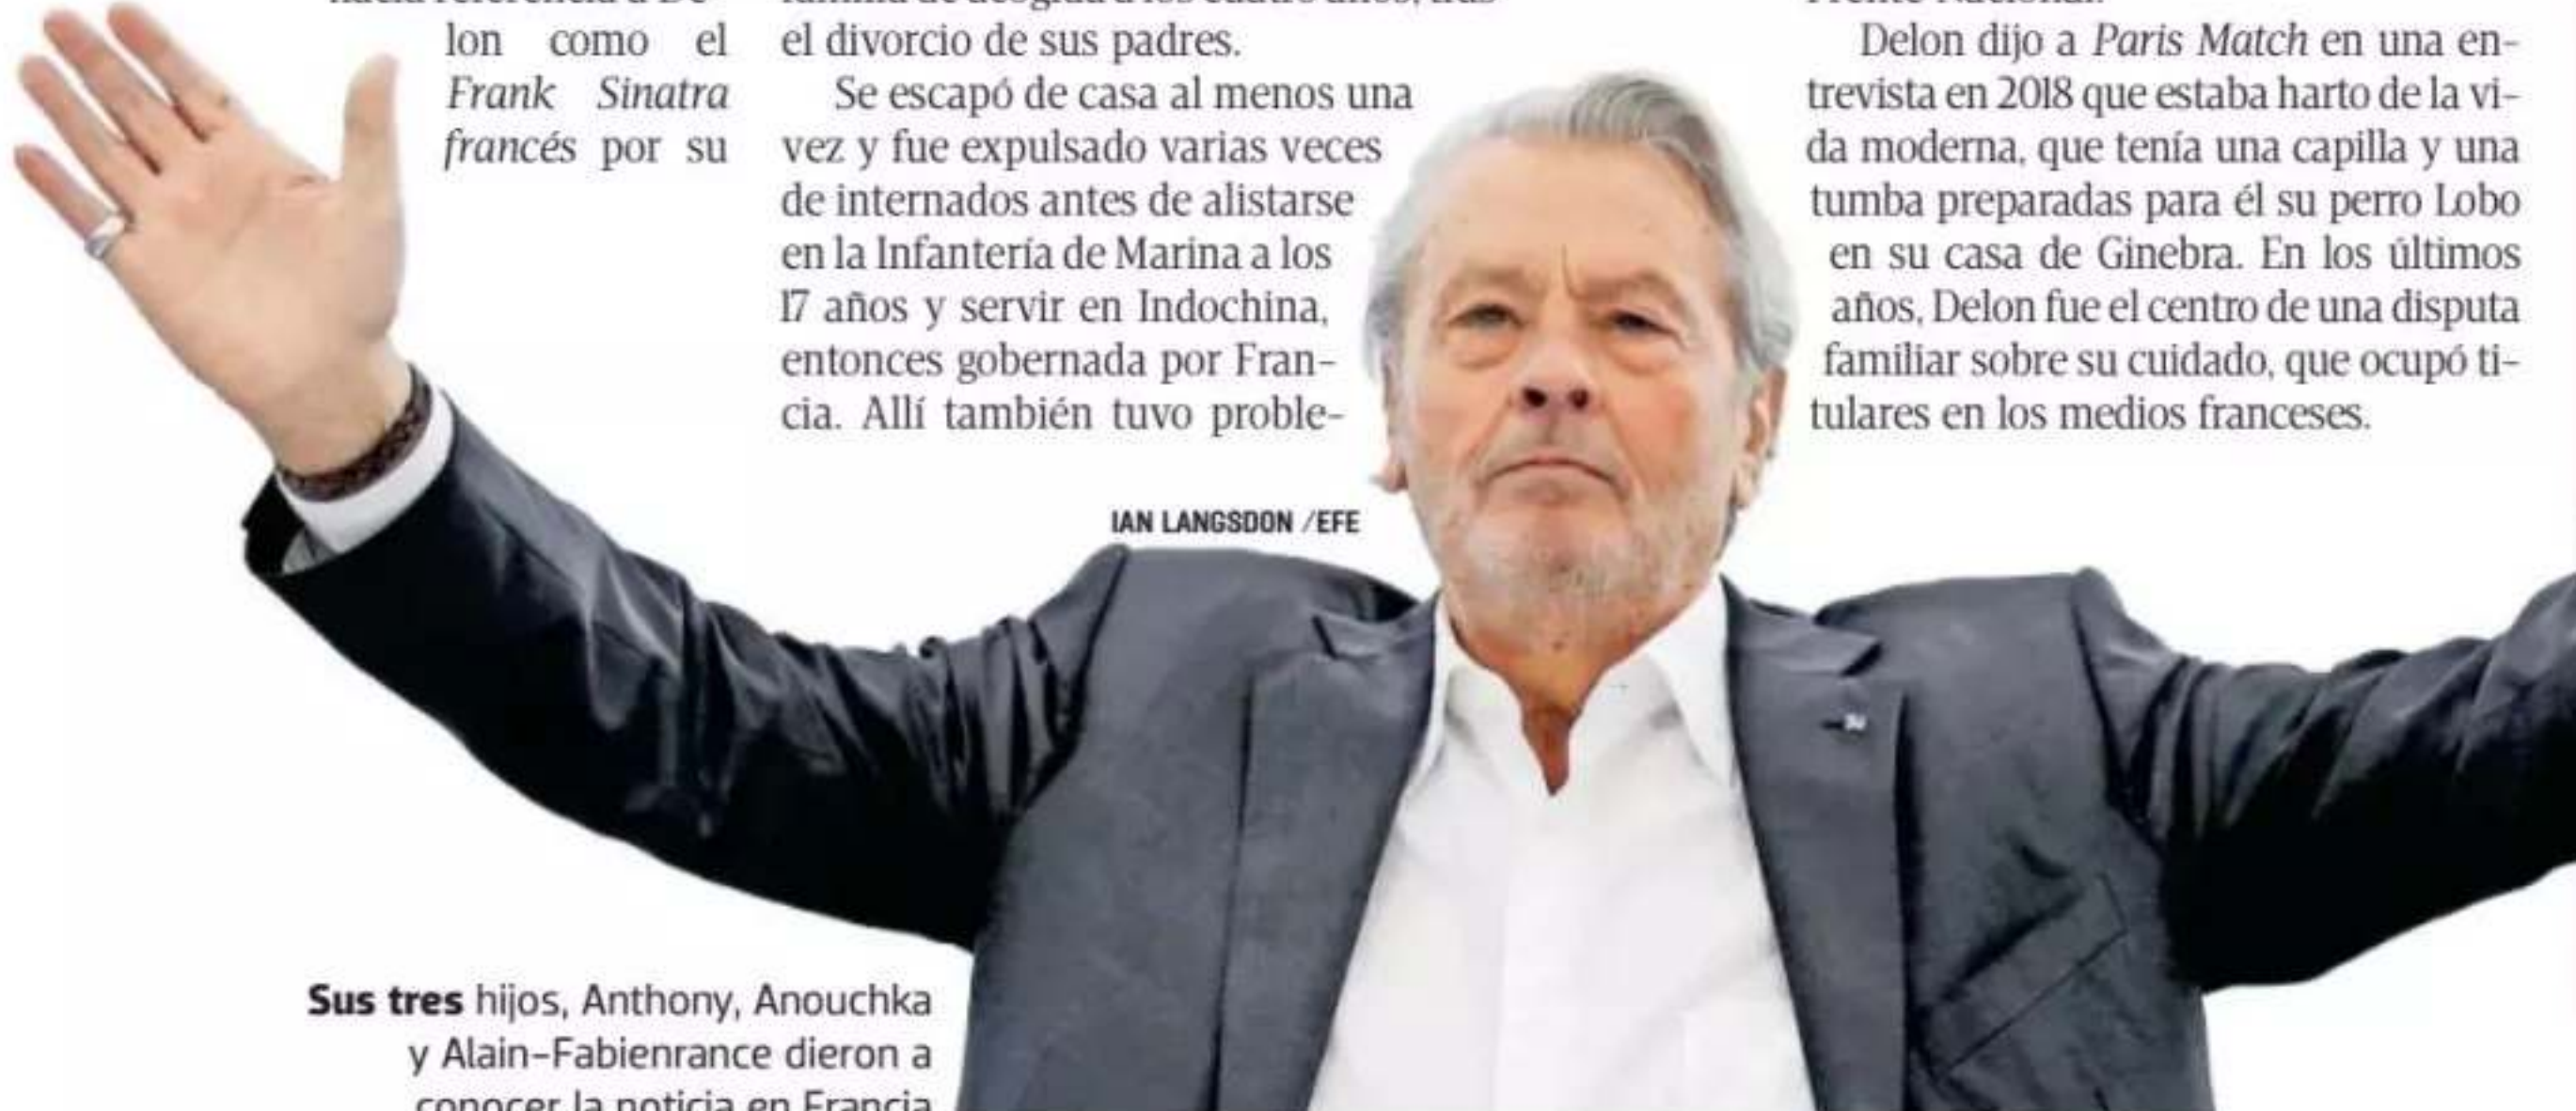 lon como el
Frank Sinatra
francés por su
el divorcio de sus padres.
Se escapó de casa al menos una
vez y fue expulsado varias veces
de internados antes de alistarse
en la Infantería de Marina a los
17 años y servir en Indochina,
entonces gobernada por Fran-
cia. Allí también tuvo proble-
Delon dijo a Paris Match en una en-
trevista en 2018 que estaba harto de la vi-
da moderna, que tenía una capilla y una
tumba preparadas para él su perro Lobo
en su casa de Ginebra. En los últimos
años, Delon fue el centro de una disputa
familiar sobre su cuidado, que ocupó ti-
tulares en los medios franceses.
IAN LANGSDON /EFE
Sus tres hijos, Anthony, Anouchka
y Alain-Fabienrance dieron a
conocer la noticia en Francia